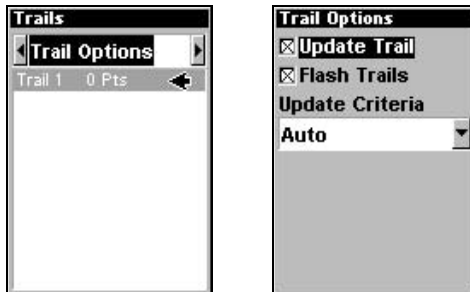 Trails
Trail Options
Trail 1 0 Pts
Trail Options
Update Trail
Flash Trails
Update Criteria
Auto